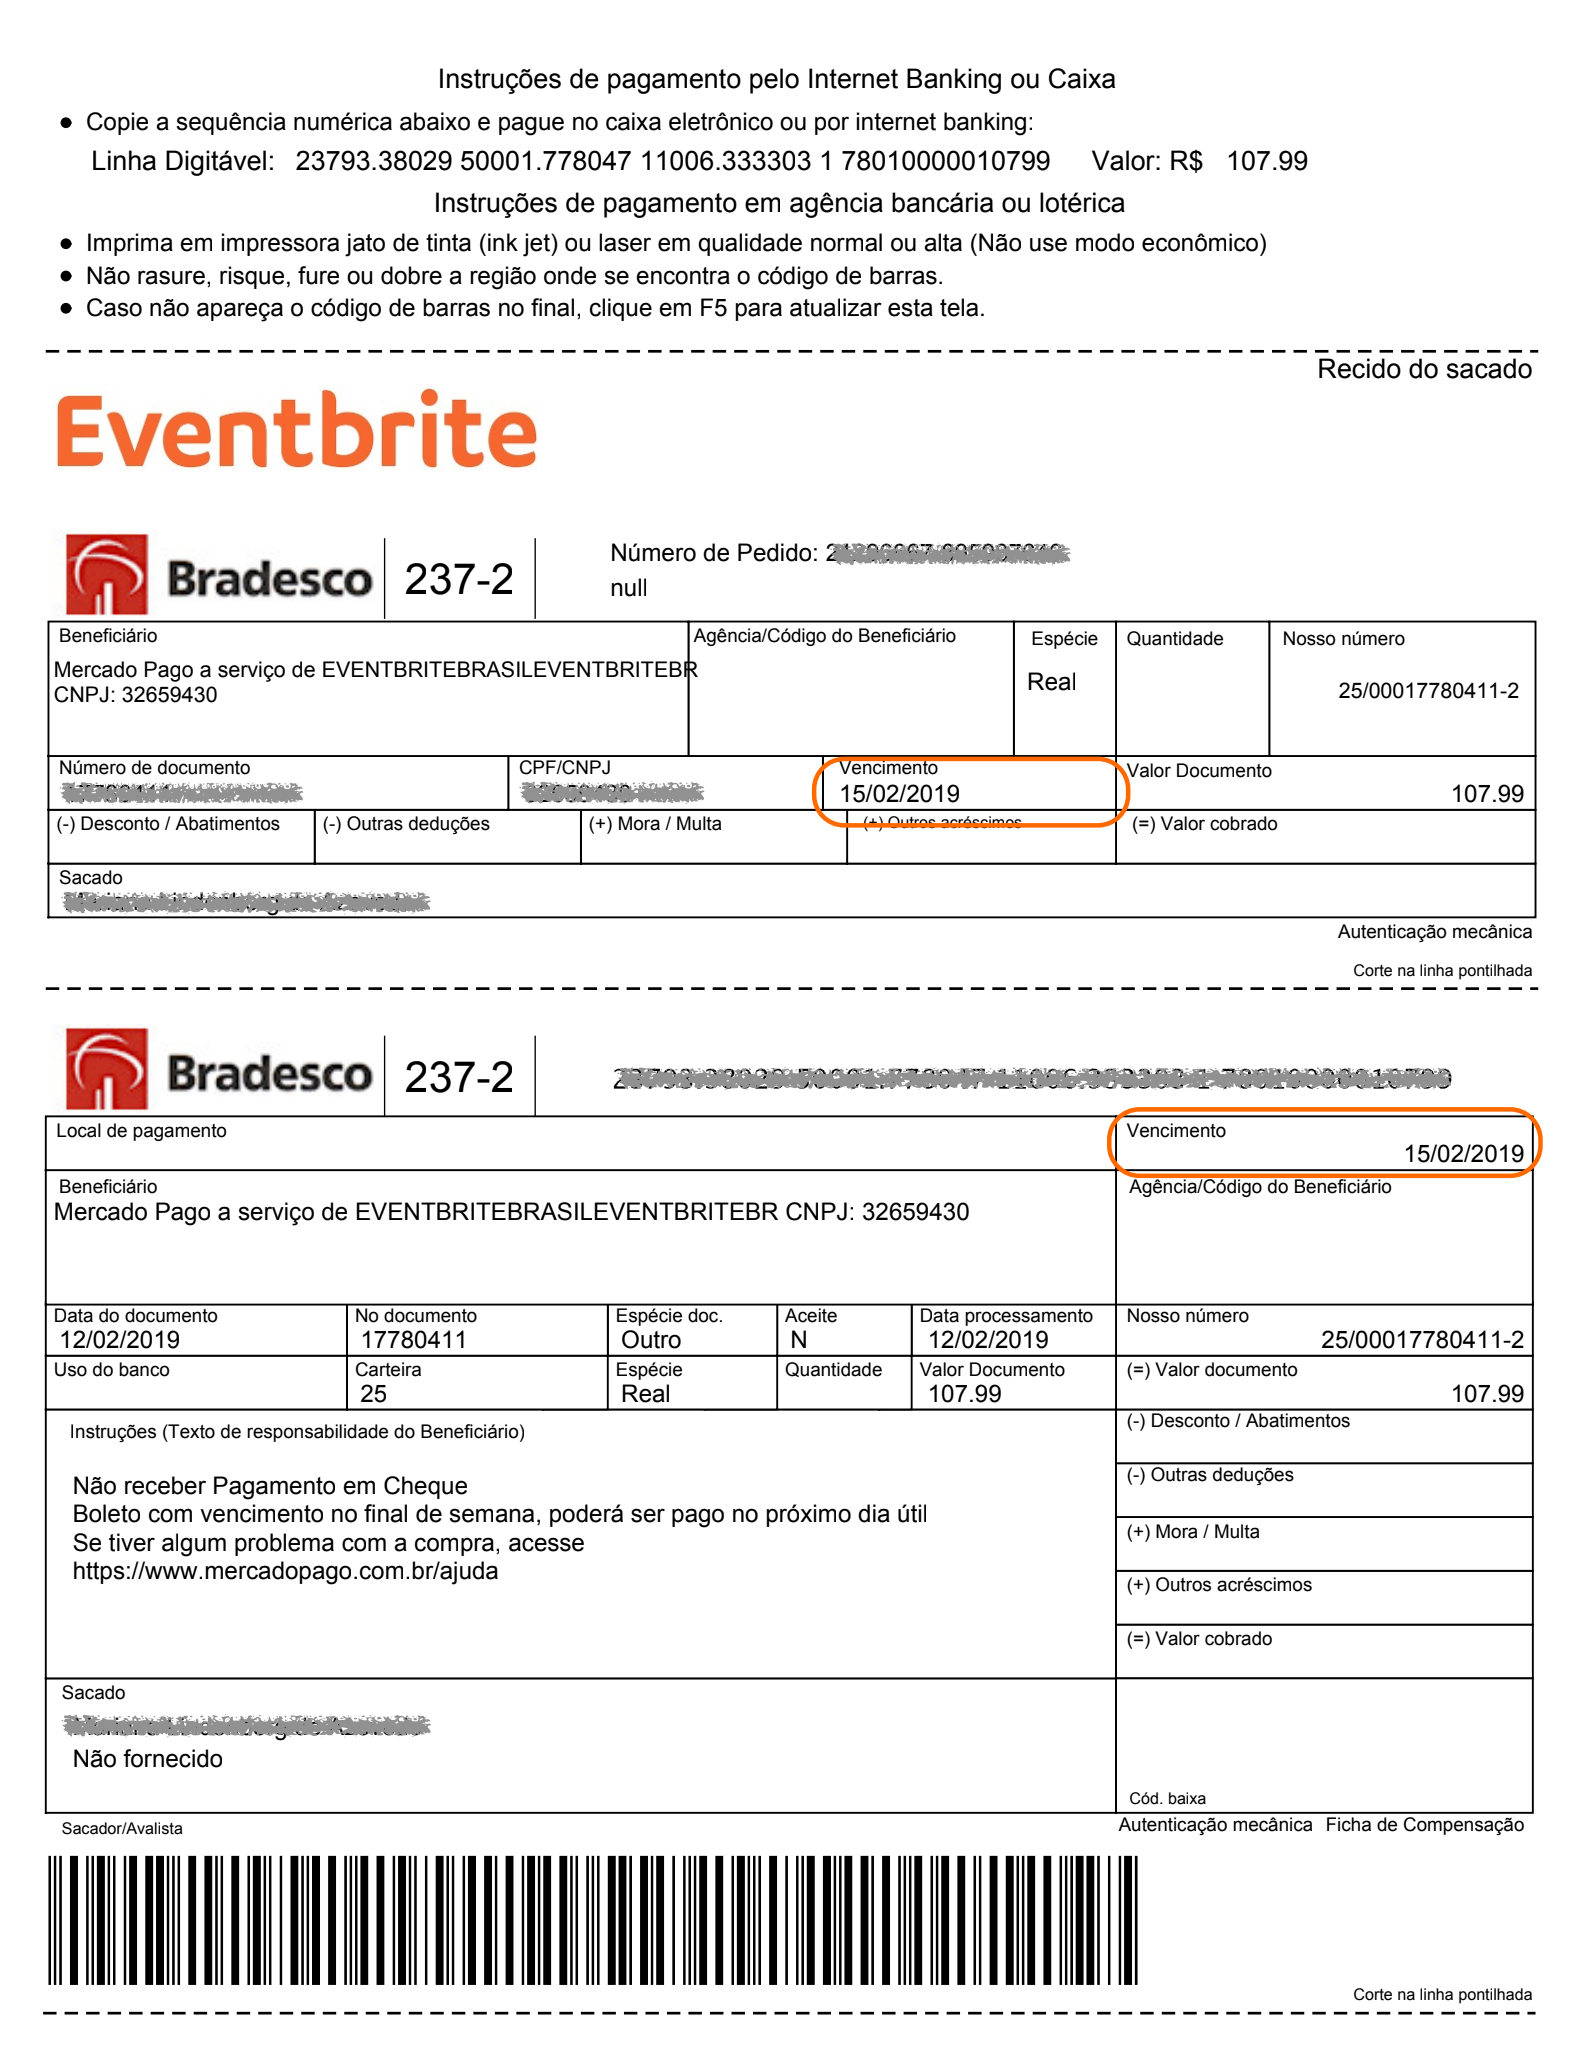 Instruções de pagamento pelo Internet Banking ou Caixa
● Copie a sequência numérica abaixo e pague no caixa eletrônico ou por internet banking:
Linha Digitável: 23793.38029 50001.778047 11006.333303 1 78010000010799 Valor: R$ 107.99
Instruções de pagamento em agência bancária ou lotérica
● Imprima em impressora jato de tinta (ink jet) ou laser em qualidade normal ou alta (Não use modo econômico)
● Não rasure, risque, fure ou dobre a região onde se encontra o código de barras.
● Caso não apareça o código de barras no final, clique em F5 para atualizar esta tela.
Recido do sacado
Eventbrite
Bradesco 237-2 Número de Pedido:
null
Beneficiário Agência/Código do Beneficiário Espécie Quantidade Nosso número
Mercado Pago a serviço de EVENTBRITEBRASILEVENTBRITEBR Real 25/00017780411-2
CNPJ: 32659430
Número de documento CPF/CNPJ Vencimento Valor Documento
15/02/2019 107.99
(-) Desconto / Abatimentos (-) Outras deduções (+) Mora / Multa (+) Outros acréscimos (=) Valor cobrado
Sacado
Autenticação mecânica
Corte na linha pontilhada
Bradesco 237-2
Local de pagamento Vencimento
15/02/2019
Beneficiário Agência/Código do Beneficiário
Mercado Pago a serviço de EVENTBRITEBRASILEVENTBRITEBR CNPJ: 32659430
Data do documento No documento Espécie doc. Aceite Data processamento Nosso número
12/02/2019 17780411 Outro N 12/02/2019 25/00017780411-2
Uso do banco Carteira Espécie Quantidade Valor Documento (=) Valor documento
25 Real 107.99 107.99
(-) Desconto / Abatimentos
Instruções (Texto de responsabilidade do Beneficiário)
(-) Outras deduções
Não receber Pagamento em Cheque
Boleto com vencimento no final de semana, poderá ser pago no próximo dia útil
(+) Mora / Multa
Se tiver algum problema com a compra, acesse
https://www.mercadopago.com.br/ajuda
(+) Outros acréscimos
(=) Valor cobrado
Sacado
Não fornecido
Cód. baixa
Sacador/Avalista Autenticação mecânica Ficha de Compensação
Corte na linha pontilhada